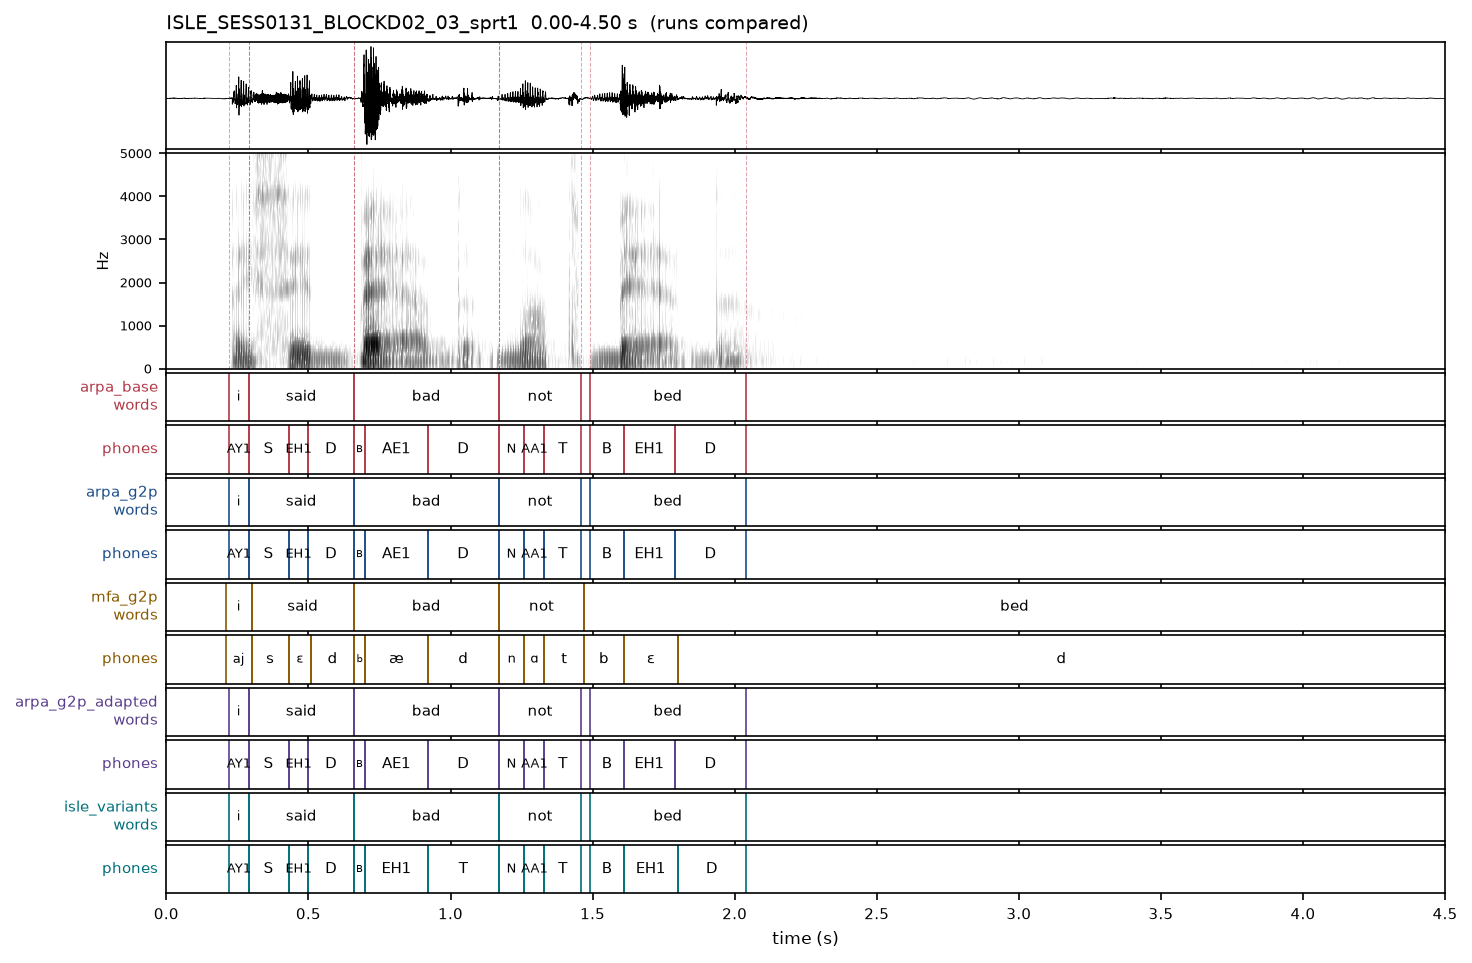 ISLE_SESS0131_BLOCKD02_03_sprt1  0.00-4.50 s  (runs compared)
5000
4000
3000
2000
1000
0
Hz
arpa_base
words
i said bad not bed
phones
AY1 S EH1 D B AE1 D N AA1 T B EH1 D
arpa_g2p
words
i said bad not bed
phones
AY1 S EH1 D B AE1 D N AA1 T B EH1 D
mfa_g2p
words
i said bad not bed
phones
aj s ɛ d b æ d n ɑ t b ɛ d
arpa_g2p_adapted
words
i said bad not bed
phones
AY1 S EH1 D B AE1 D N AA1 T B EH1 D
isle_variants
words
i said bad not bed
phones
AY1 S EH1 D B EH1 T N AA1 T B EH1 D
0.0 0.5 1.0 1.5 2.0 2.5 3.0 3.5 4.0 4.5
time (s)